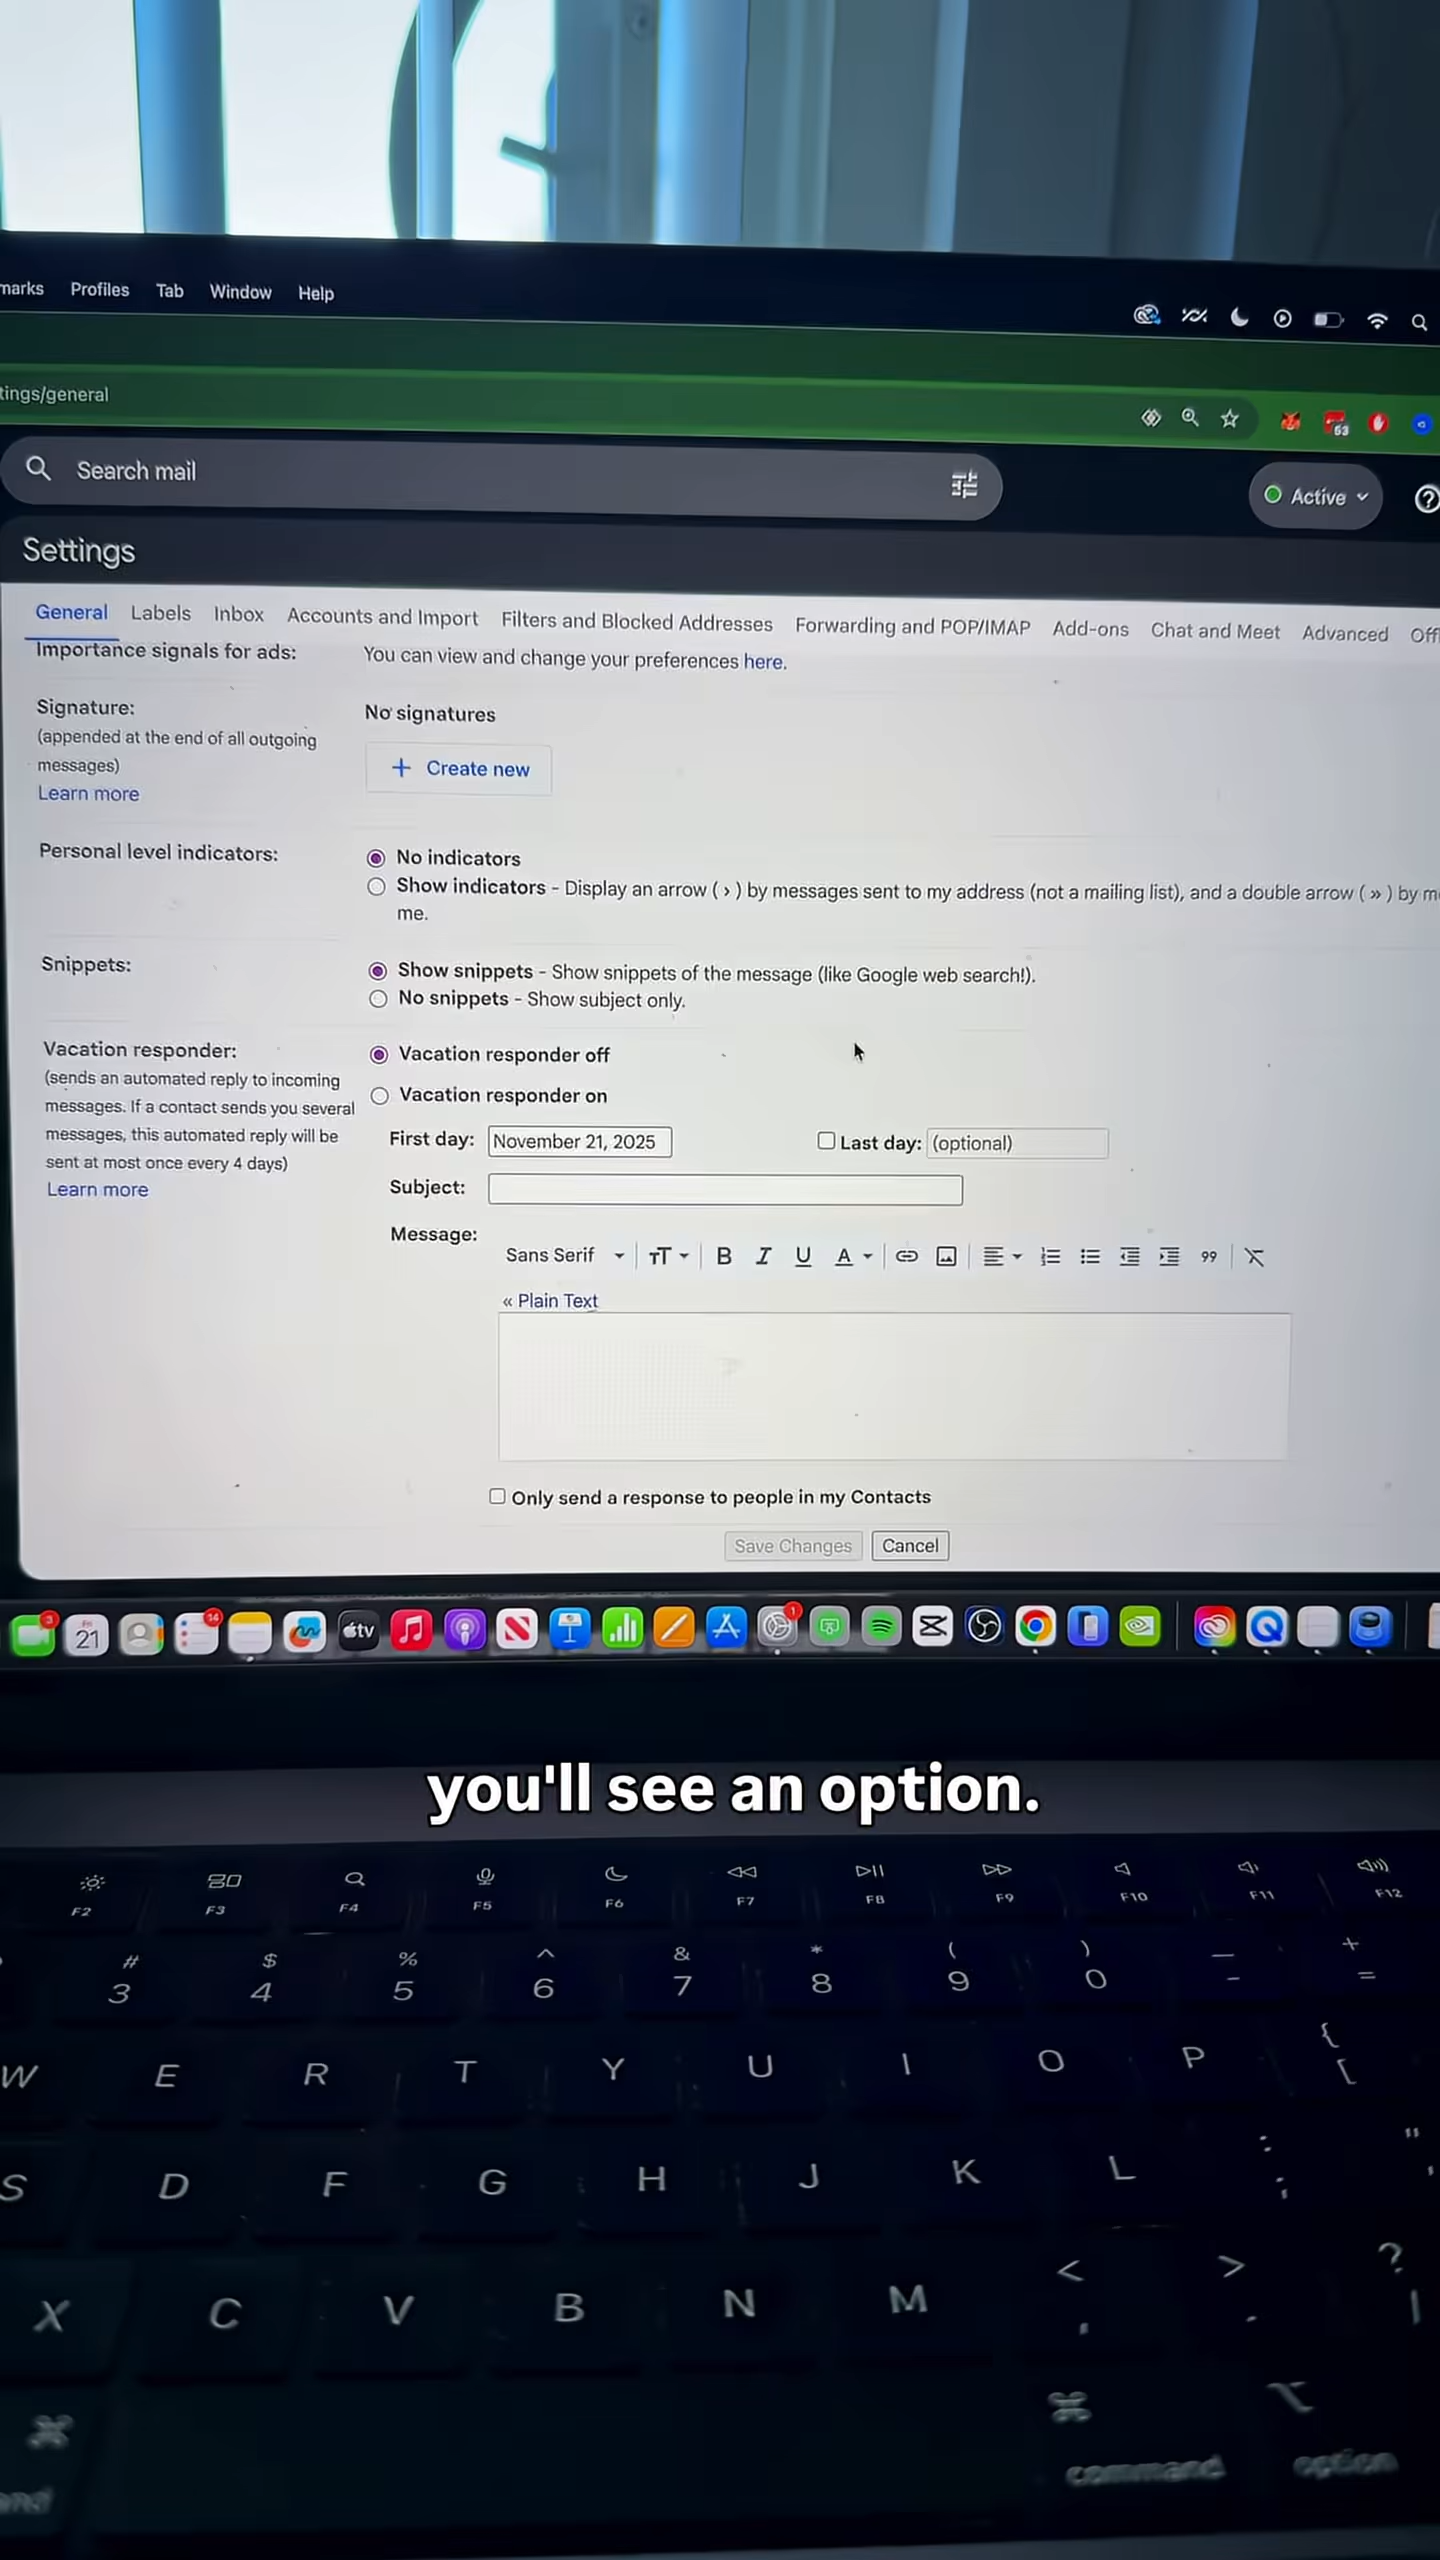 marks Profiles Tab Window Help
tings/general
53
Search mail
Active
Settings
General Labels Inbox Accounts and Import Filters and Blocked Addresses Forwarding and POP/IMAP Add-ons Chat and Meet Advanced Off
Importance signals for ads: You can view and change your preferences here.
Signature: No signatures
(appended at the end of all outgoing
messages)
+ Create new
Learn more
Personal level indicators: No indicators
Show indicators - Display an arrow ( › ) by messages sent to my address (not a mailing list), and a double arrow ( » ) by m
me.
Snippets: Show snippets - Show snippets of the message (like Google web search!).
No snippets - Show subject only.
Vacation responder: Vacation responder off
(sends an automated reply to incoming
messages. If a contact sends you several
messages, this automated reply will be
sent at most once every 4 days)
Learn more
Vacation responder on
First day: November 21, 2025 Last day: (optional)
Subject:
Message:
Sans Serif TT B I U A 99
« Plain Text
Only send a response to people in my Contacts
Save Changes Cancel
3 21 14 tv 1
you'll see an option.
F2 F3 F4 F5 F6 F7 F8 F9 F10 F11 F12
# $ % ^ & * ( ) — +
3 4 5 6 7 8 9 0 - =
W E R T Y U I O P { [
S D F G H J K L : ; " '
X C V B N M < , > . ? /
command option